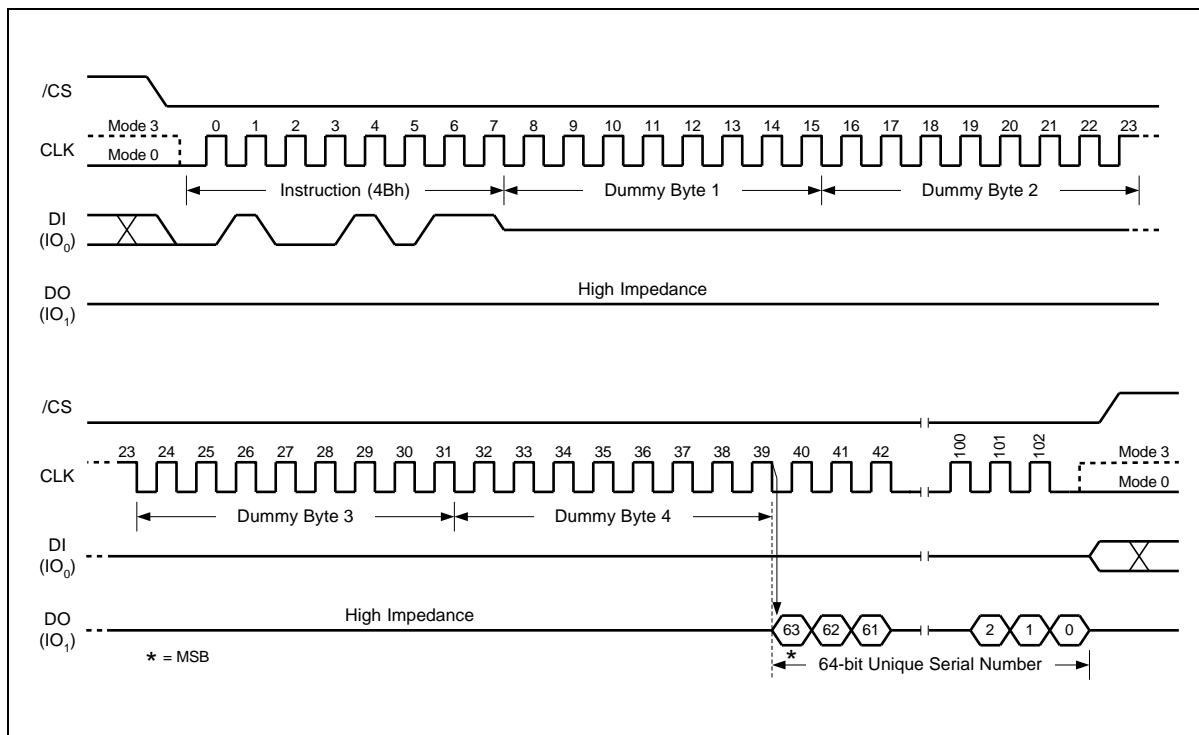 /CS
Mode 3
0 1 2 3 4 5 6 7 8 9 10 11 12 13 14 15 16 17 18 19 20 21 22 23
CLK
Mode 0
Instruction (4Bh) Dummy Byte 1 Dummy Byte 2
DI
(IO0)
High Impedance
DO
(IO1)
/CS
23 24 25 26 27 28 29 30 31 32 33 34 35 36 37 38 39 40 41 42 100 101 102
Mode 3
CLK
Mode 0
Dummy Byte 3 Dummy Byte 4
DI
(IO0)
High Impedance
DO
(IO1)
63 62 61 2 1 0
* = MSB
* 64-bit Unique Serial Number